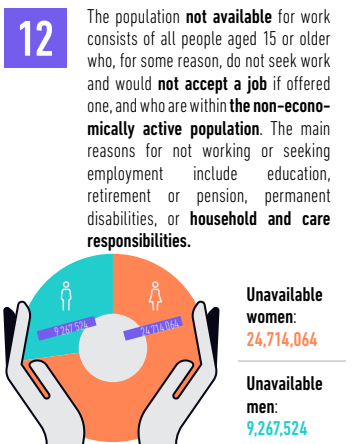 12
The population not available for work
consists of all people aged 15 or older
who, for some reason, do not seek work
and would not accept a job if offered
one, and who are within the non-econo-
mically active population. The main
reasons for not working or seeking
employment include education,
retirement or pension, permanent
disabilities, or household and care
responsibilities.
9,267,524
24,714,064
Unavailable
women:
24,714,064
Unavailable
men:
9,267,524